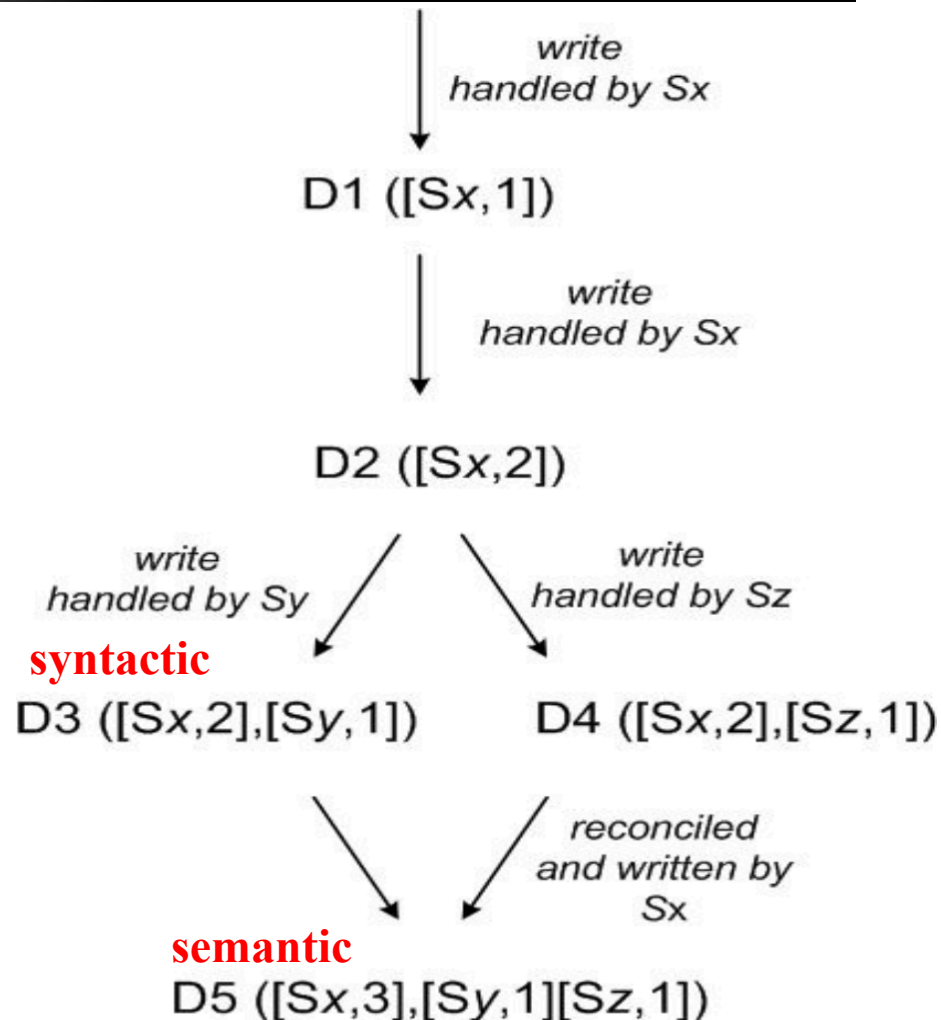 write
handled by Sx
D1 ([Sx,1])
write
handled by Sx
D2 ([Sx,2])
write
handled by Sy
write
handled by Sz
syntactic
D3 ([Sx,2],[Sy,1])
D4 ([Sx,2],[Sz,1])
reconciled
and written by
Sx
semantic
D5 ([Sx,3],[Sy,1][Sz,1])